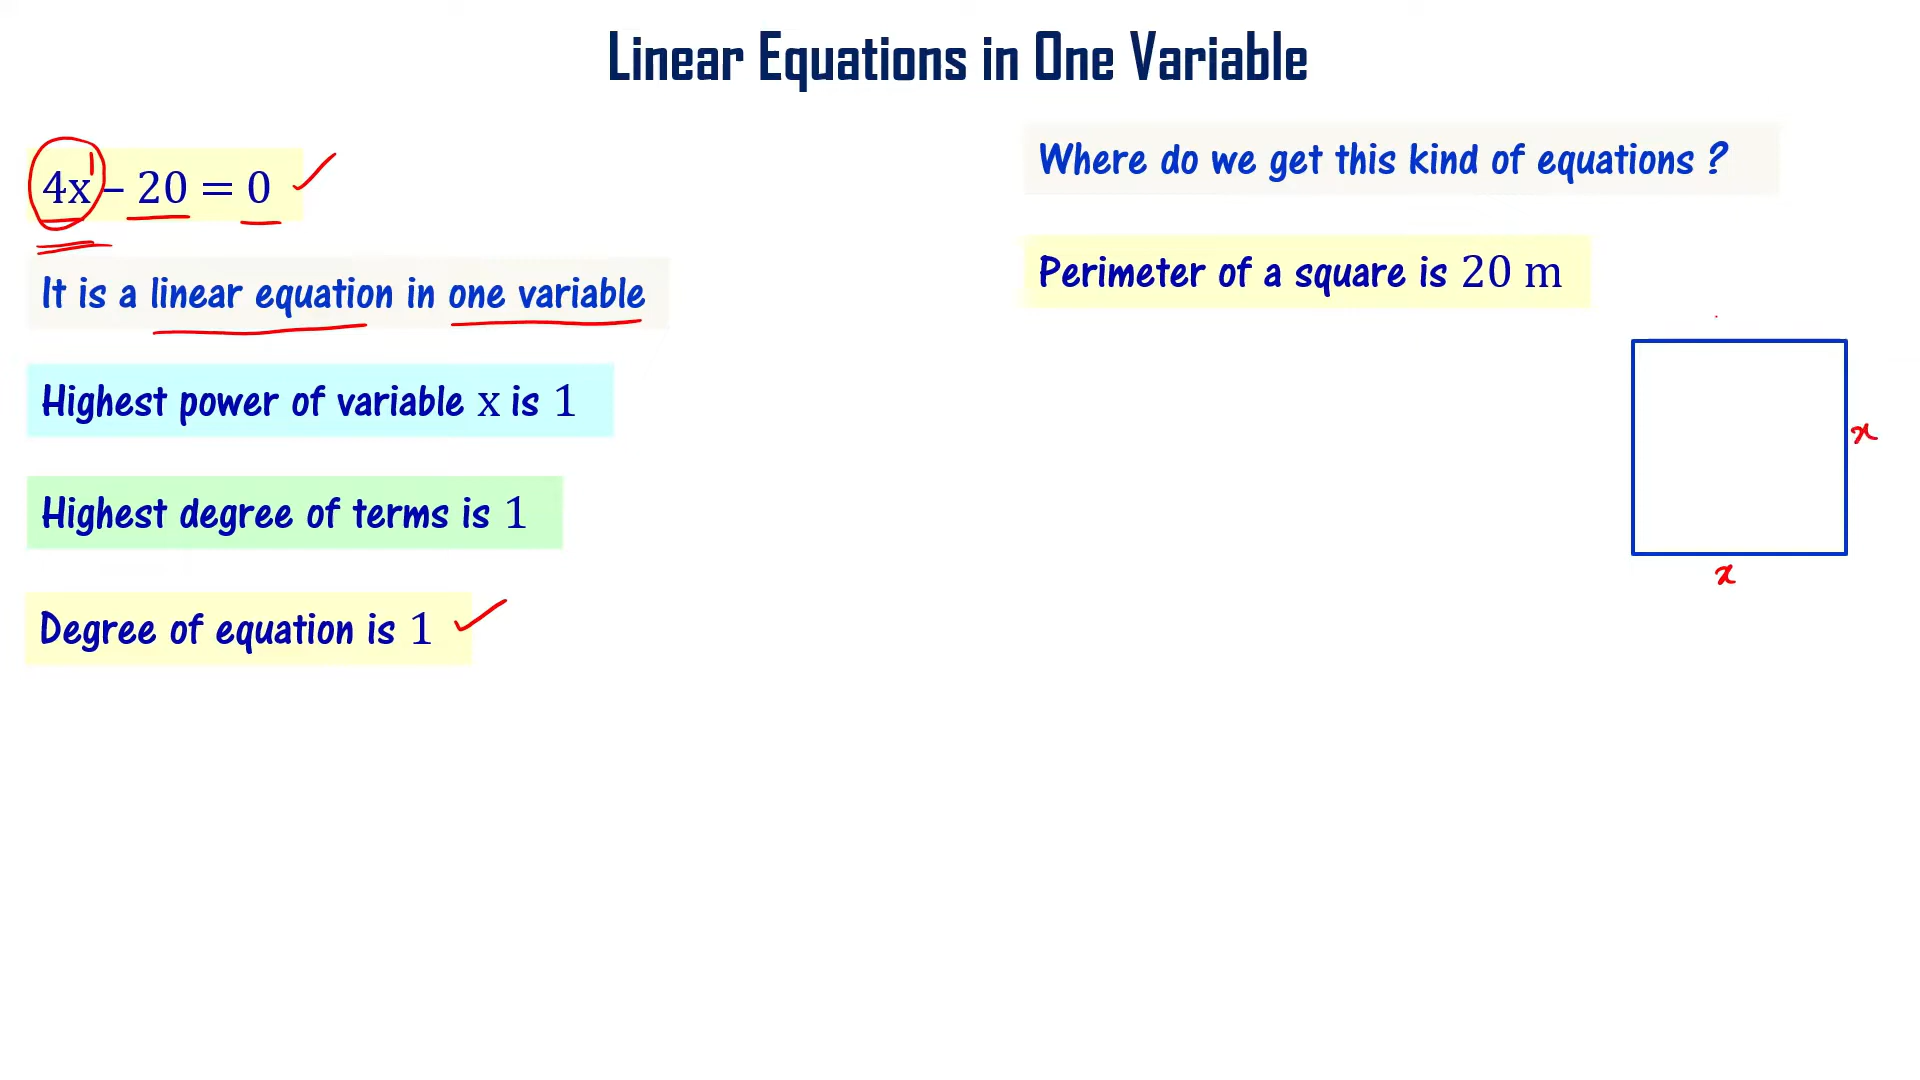 Linear Equations in One Variable
4x¹ – 20 = 0
It is a linear equation in one variable
Highest power of variable x is 1
Highest degree of terms is 1
Degree of equation is 1
Where do we get this kind of equations ?
Perimeter of a square is 20 m
x
x